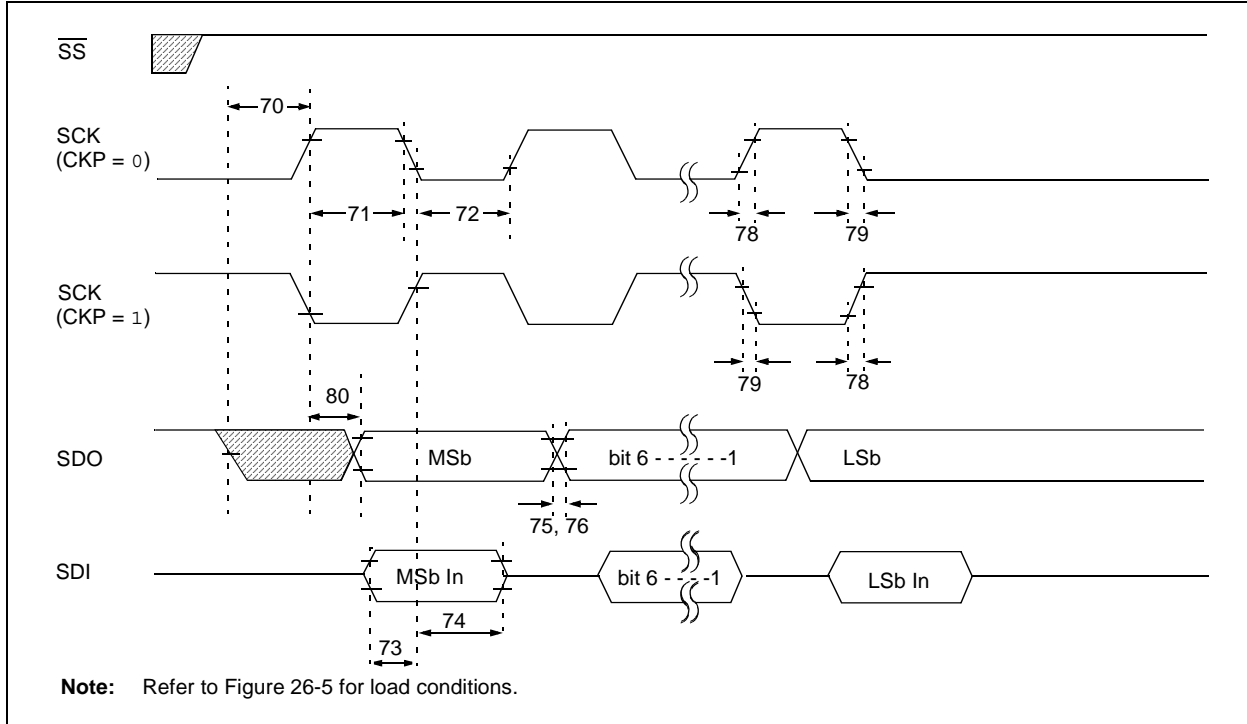 SS
70
SCK
(CKP = 0)
71
72
78
79
SCK
(CKP = 1)
79
78
80
SDO
MSb
bit 6 - - - - - - -1
LSb
75, 76
SDI
MSb In
bit 6 - - - - -1
LSb In
74
73
Note: Refer to Figure 26-5 for load conditions.